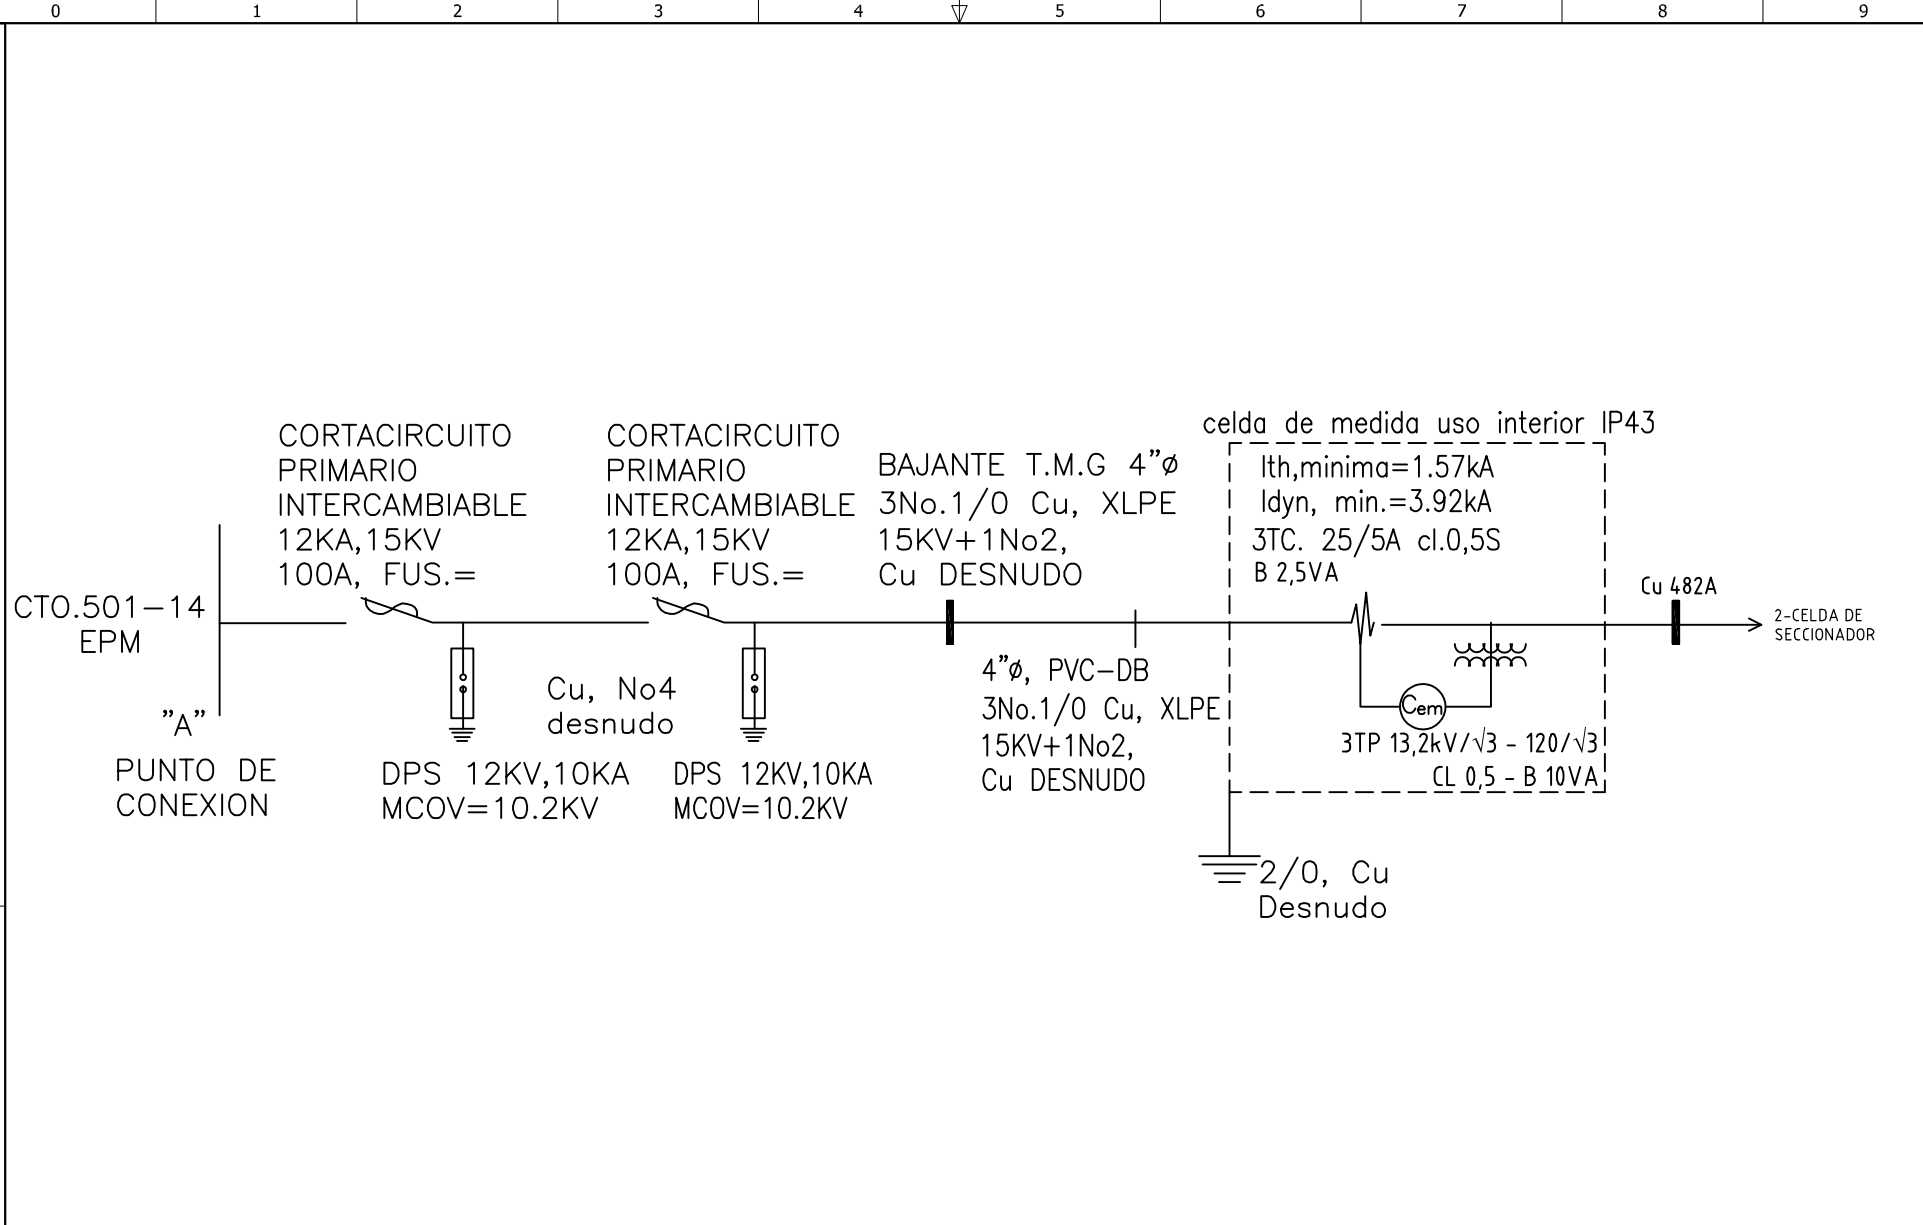 0 1 2 3 4 5 6 7 8 9
CTO.501-14
EPM
"A"
PUNTO DE
CONEXION
CORTACIRCUITO
PRIMARIO
INTERCAMBIABLE
12KA,15KV
100A, FUS.=
DPS 12KV,10KA
MCOV=10.2KV
Cu, No4
desnudo
CORTACIRCUITO
PRIMARIO
INTERCAMBIABLE
12KA,15KV
100A, FUS.=
DPS 12KV,10KA
MCOV=10.2KV
BAJANTE T.M.G 4"ø
3No.1/0 Cu, XLPE
15KV+1No2,
Cu DESNUDO
4"ø, PVC-DB
3No.1/0 Cu, XLPE
15KV+1No2,
Cu DESNUDO
celda de medida uso interior IP43
Ith,minima=1.57kA
Idyn, min.=3.92kA
3TC. 25/5A cl.0,5S
B 2,5VA
Cem
3TP 13,2kV/√3 - 120/√3
CL 0,5 - B 10VA
2/0, Cu
Desnudo
Cu 482A
2-CELDA DE
SECCIONADOR